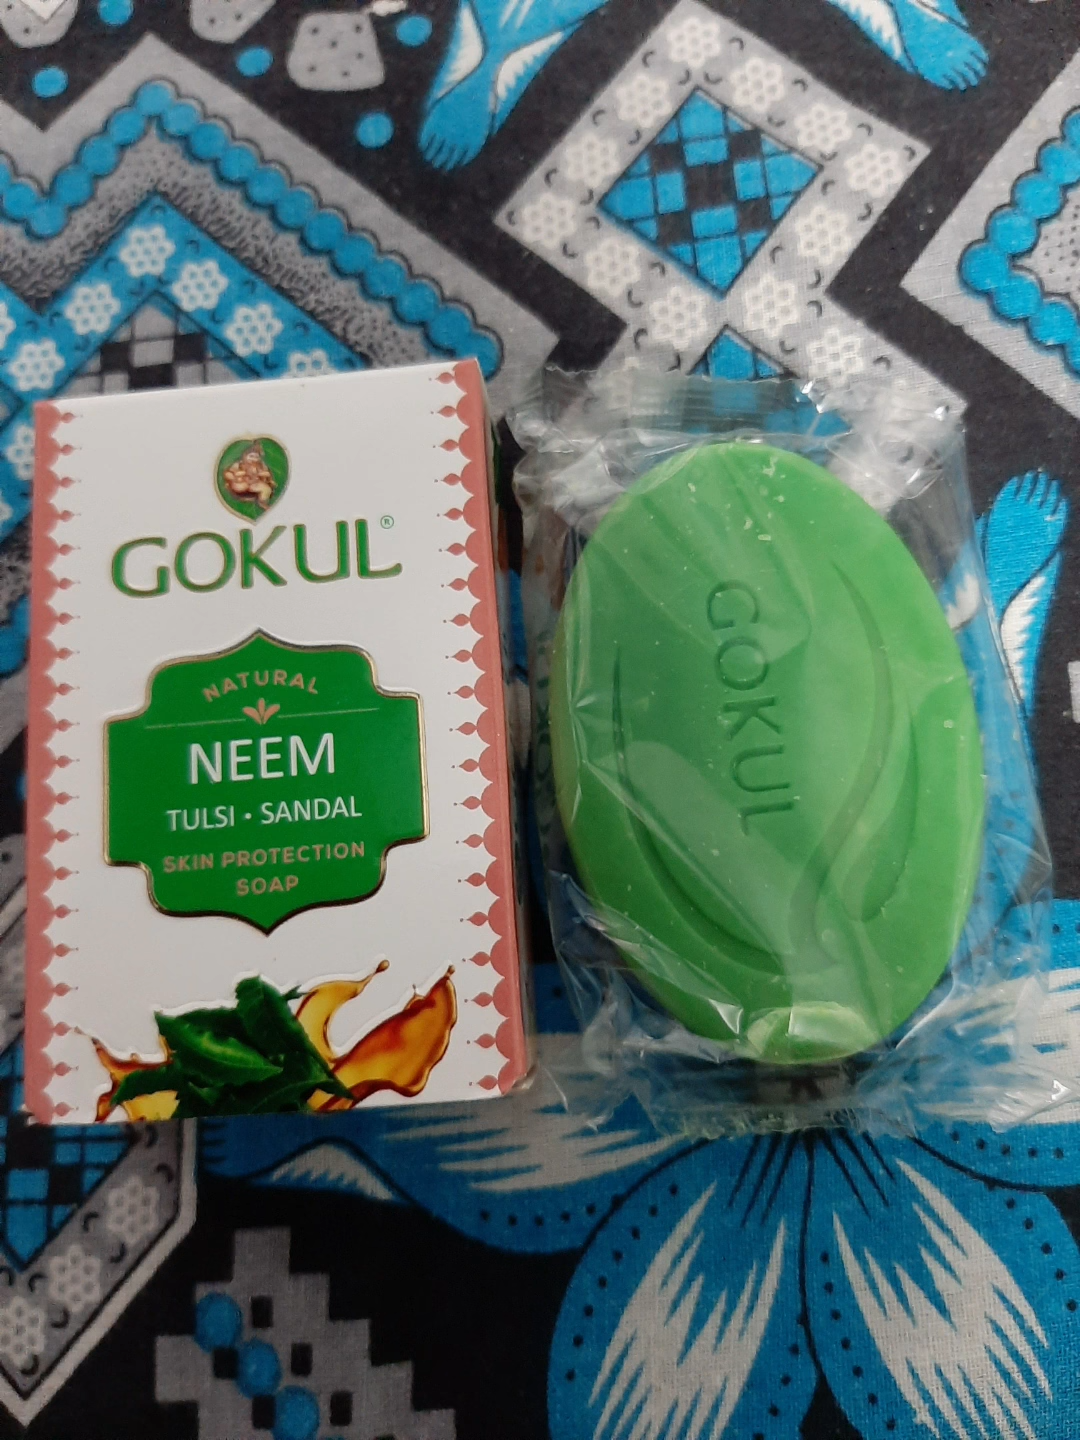 GOKUL®
NATURAL
NEEM
TULSI • SANDAL
SKIN PROTECTION
SOAP
GOKUL